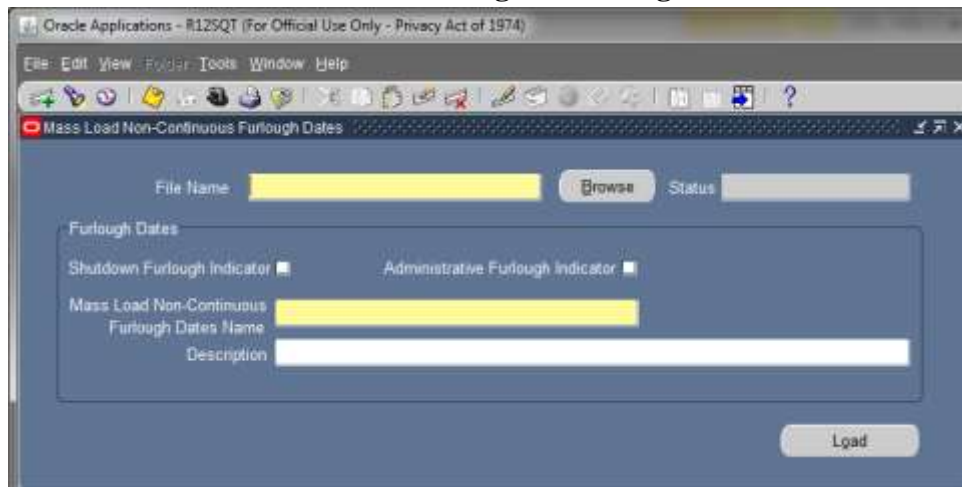 Oracle Applications - R12SQT (For Official Use Only - Privacy Act of 1974)
File Edit View Folder Tools Window Help
Mass Load Non-Continuous Furlough Dates
File Name Browse Status
Furlough Dates
Shutdown Furlough Indicator Administrative Furlough Indicator
Mass Load Non-Continuous
Furlough Dates Name
Description
Load